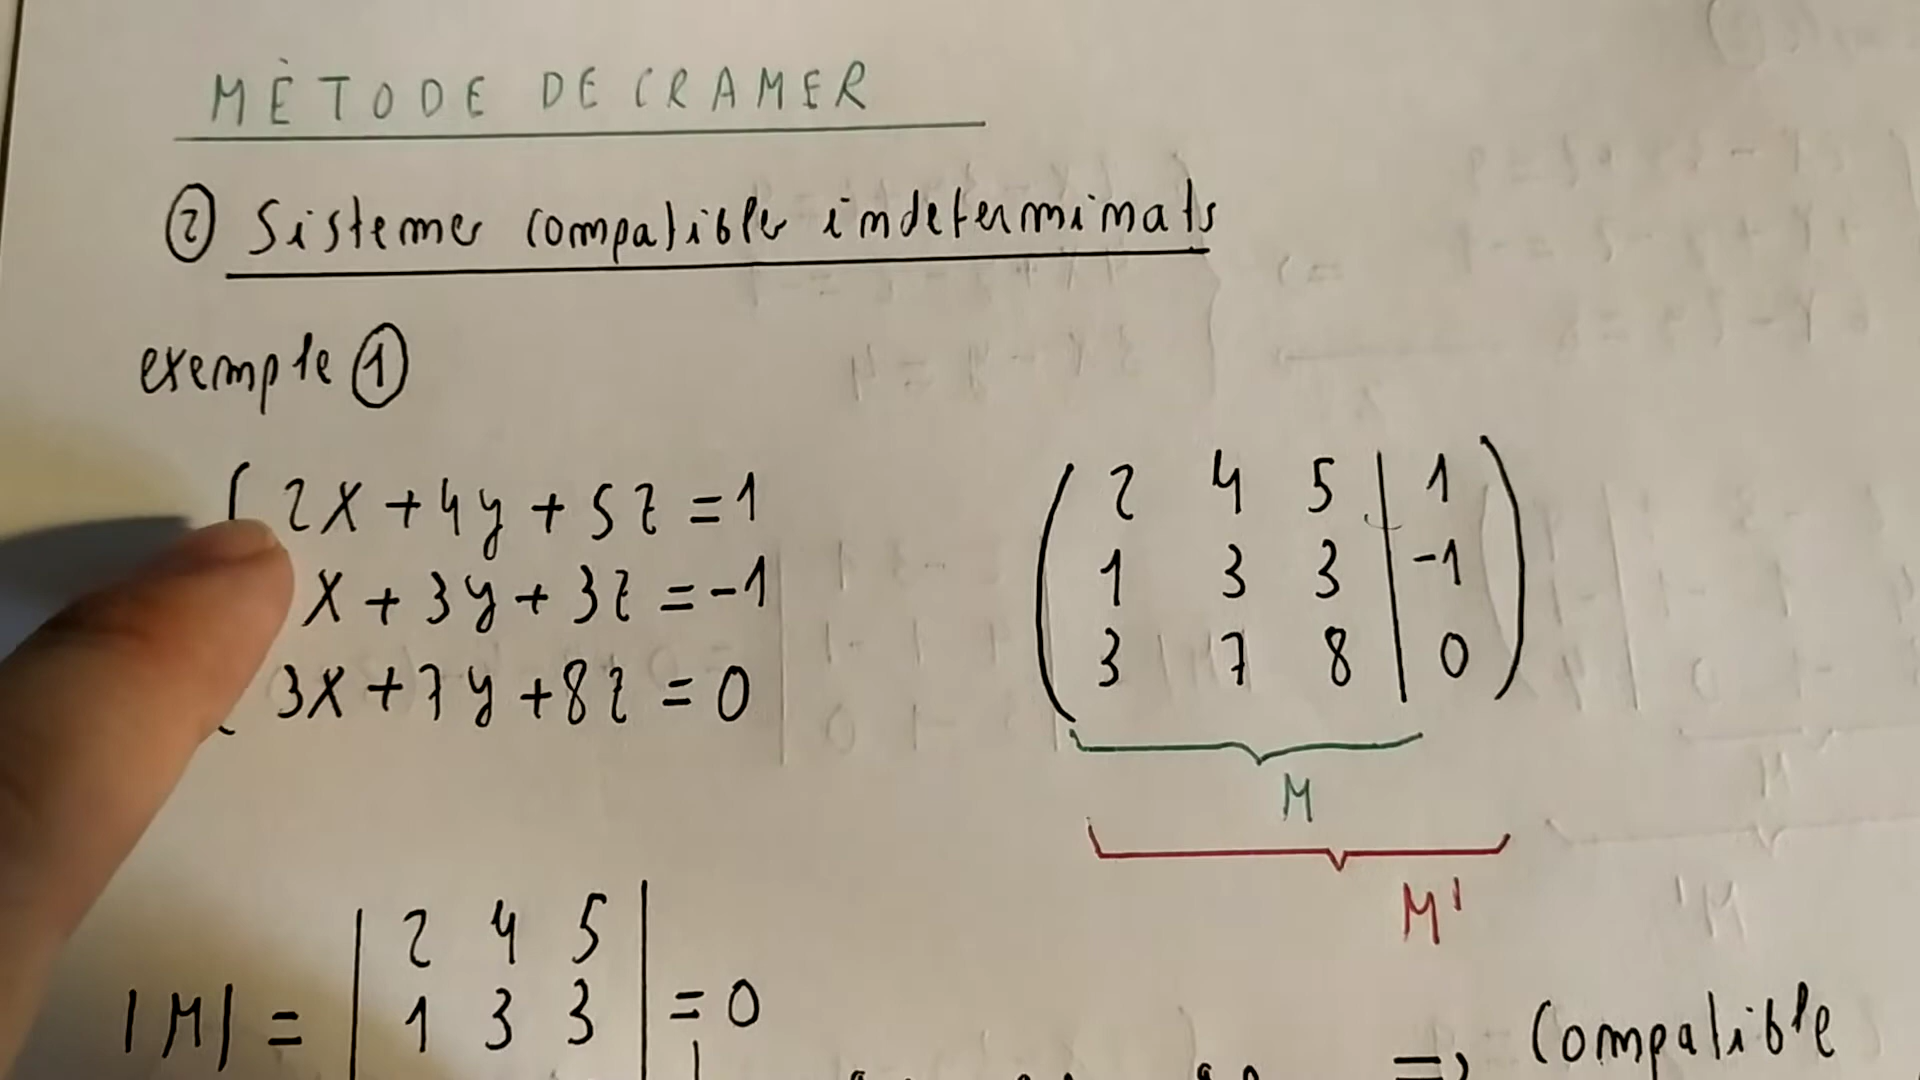 MÈTODE DE CRAMER
② Sistemes compatibles indeterminats
exemple ①
2x + 4y + 5z = 1
x + 3y + 3z = -1
3x + 7y + 8z = 0
( 2 4 5 | 1 )
( 1 3 3 | -1 )
( 3 7 8 | 0 )
M
M'
| 2 4 5 |
|M| = | 1 3 3 | = 0
=> Compatible